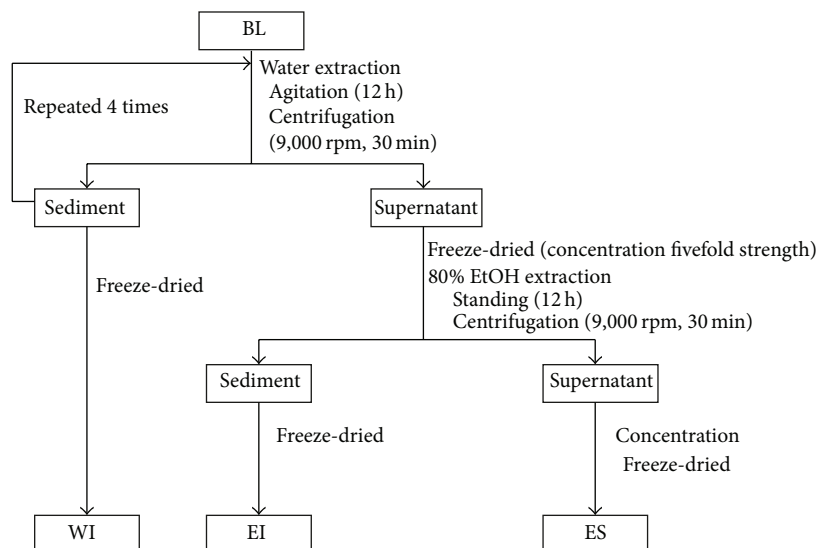 BL
Water extraction
Agitation (12 h)
Centrifugation
(9,000 rpm, 30 min)
Repeated 4 times
Sediment
Supernatant
Freeze-dried
Freeze-dried (concentration fivefold strength)
80% EtOH extraction
Standing (12 h)
Centrifugation (9,000 rpm, 30 min)
Sediment
Supernatant
Freeze-dried
Concentration
Freeze-dried
WI
EI
ES